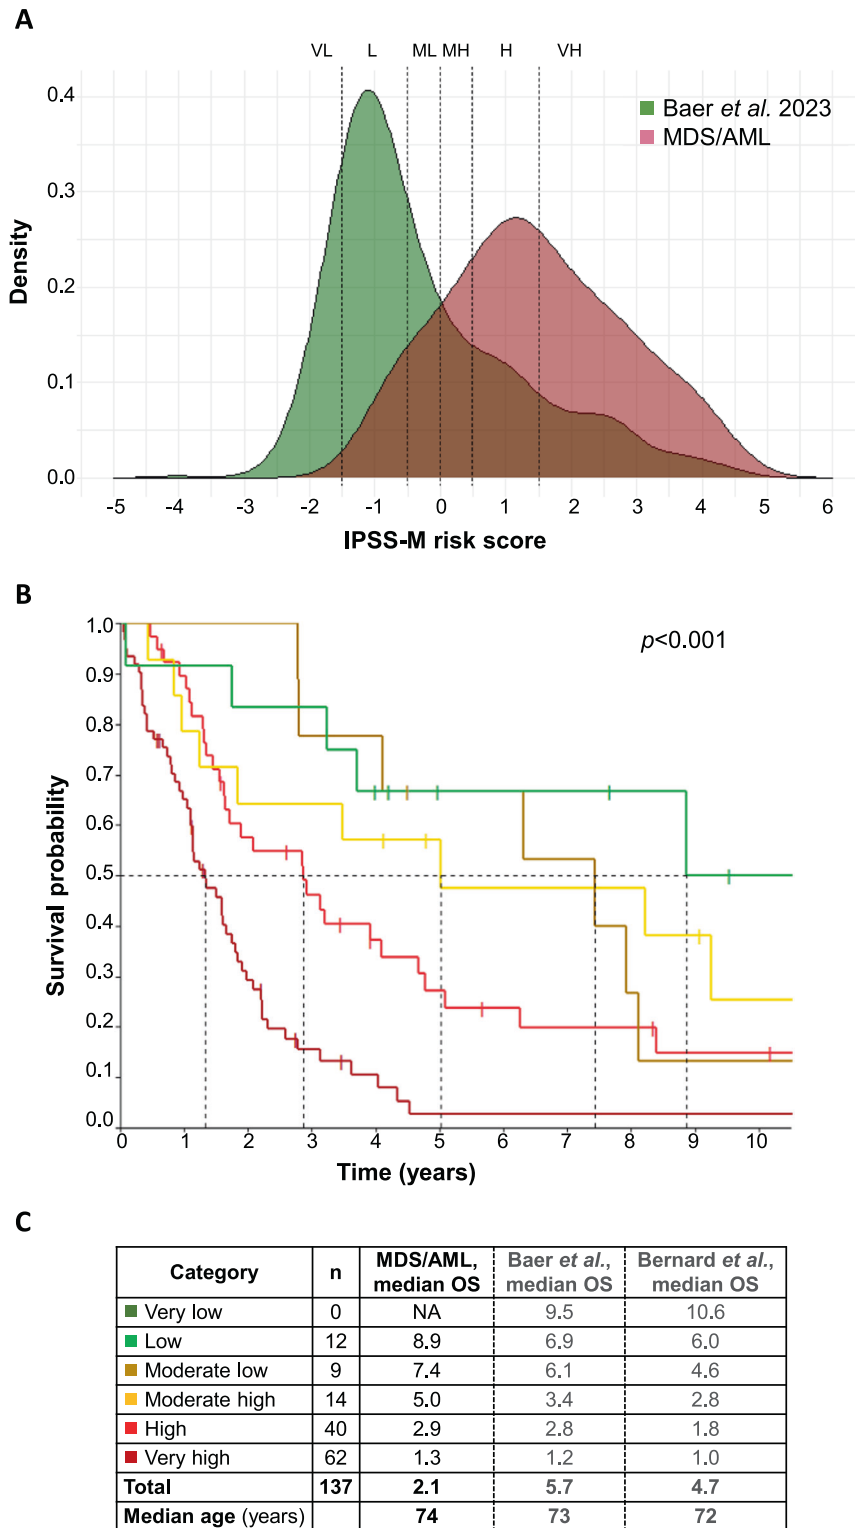 A
VL L ML MH H VH
Baer et al. 2023
MDS/AML
0.4
0.3
0.2
0.1
0.0
Density
-5 -4 -3 -2 -1 0 1 2 3 4 5 6
IPSS-M risk score
B
p<0.001
1.0
0.9
0.8
0.7
0.6
0.5
0.4
0.3
0.2
0.1
0.0
Survival probability
0 1 2 3 4 5 6 7 8 9 10
Time (years)
C
Category n MDS/AML, median OS Baer et al., median OS Bernard et al., median OS
Very low 0 NA 9.5 10.6
Low 12 8.9 6.9 6.0
Moderate low 9 7.4 6.1 4.6
Moderate high 14 5.0 3.4 2.8
High 40 2.9 2.8 1.8
Very high 62 1.3 1.2 1.0
Total 137 2.1 5.7 4.7
Median age (years) 74 73 72